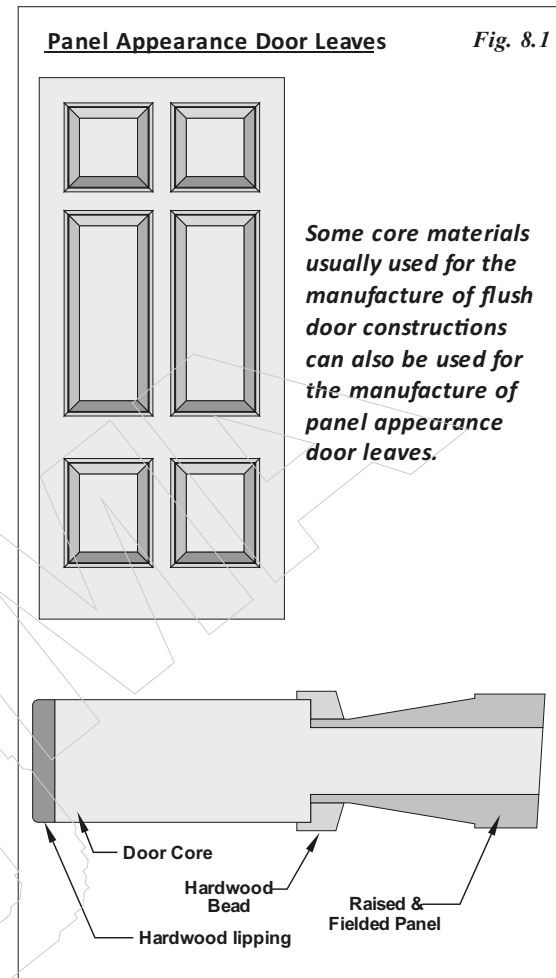 Panel Appearance Door Leaves
Fig. 8.1
Some core materials
usually used for the
manufacture of flush
door constructions
can also be used for
the manufacture of
panel appearance
door leaves.
Door Core
Hardwood
Bead
Raised &
Fielded Panel
Hardwood lipping